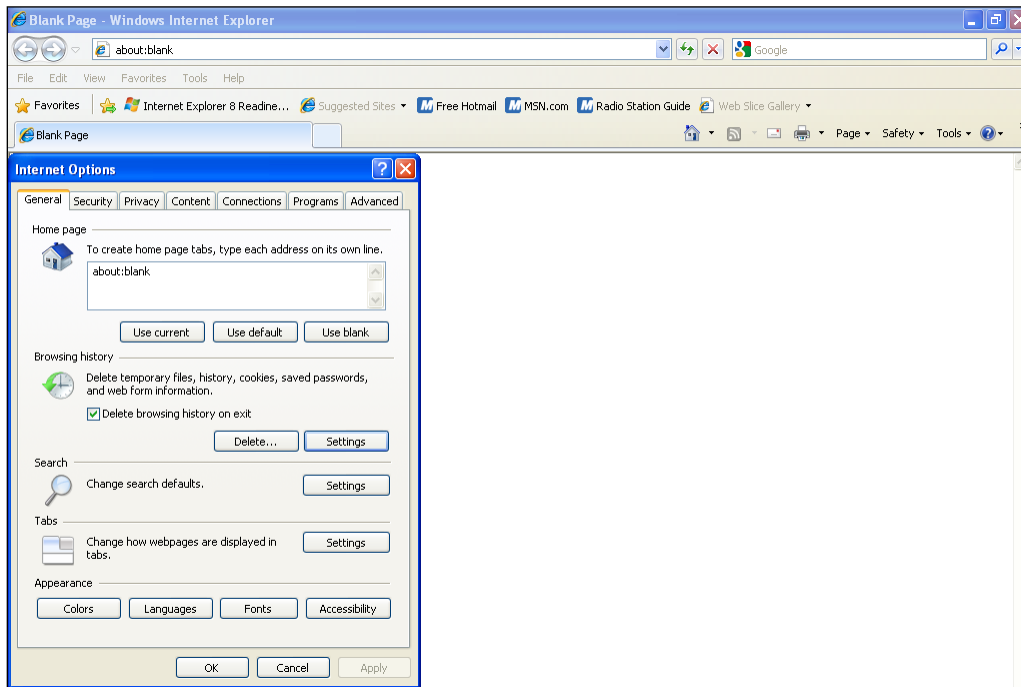 Blank Page - Windows Internet Explorer
about:blank
Google
File Edit View Favorites Tools Help
Favorites Internet Explorer 8 Readine... Suggested Sites Free Hotmail MSN.com Radio Station Guide Web Slice Gallery
Blank Page
Page Safety Tools
Internet Options
General Security Privacy Content Connections Programs Advanced
Home page
To create home page tabs, type each address on its own line.
about:blank
Use current Use default Use blank
Browsing history
Delete temporary files, history, cookies, saved passwords,
and web form information.
Delete browsing history on exit
Delete... Settings
Search
Change search defaults.
Settings
Tabs
Change how webpages are displayed in
tabs.
Settings
Appearance
Colors Languages Fonts Accessibility
OK Cancel Apply